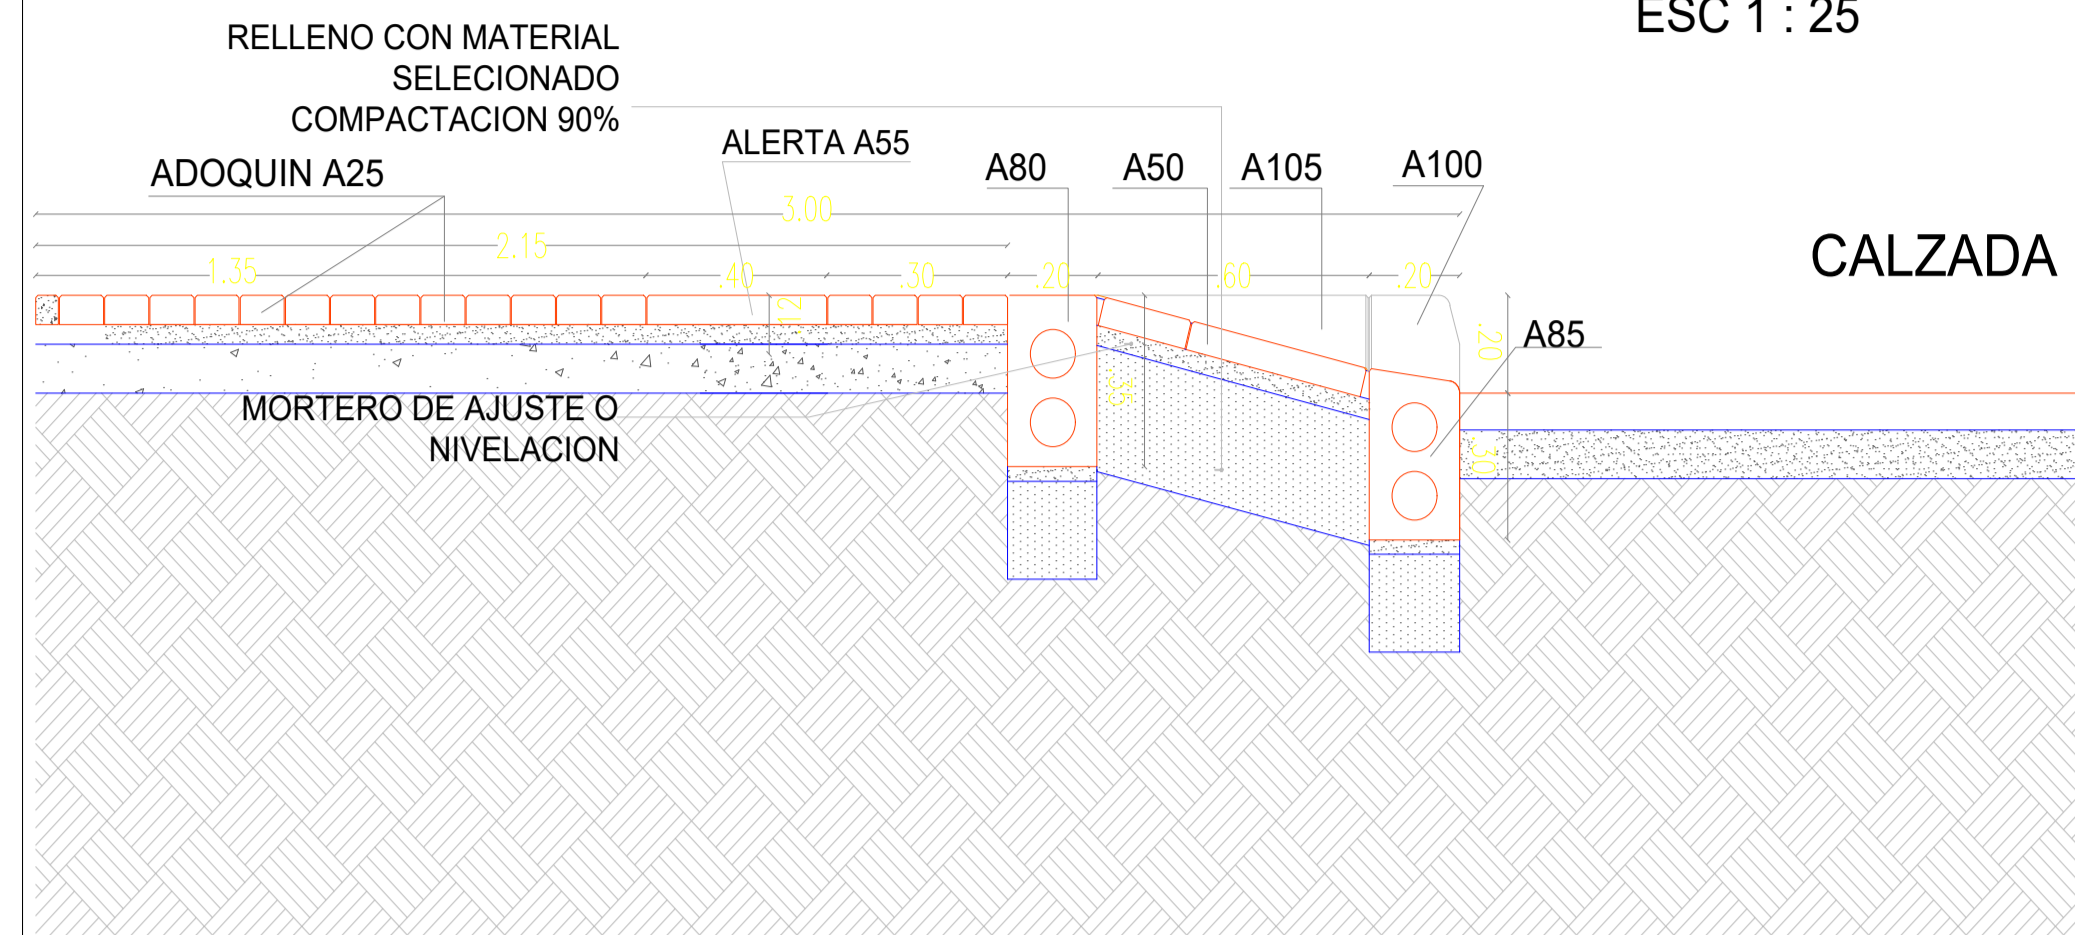 ESC 1 : 25
RELLENO CON MATERIAL
SELECIONADO
COMPACTACION 90%
ADOQUIN A25
ALERTA A55
A80
A50
A105
A100
3.00
2.15
1.35
.40
.30
.20
.60
.20
CALZADA
.12
.35
.20
A85
.30
MORTERO DE AJUSTE O
NIVELACION